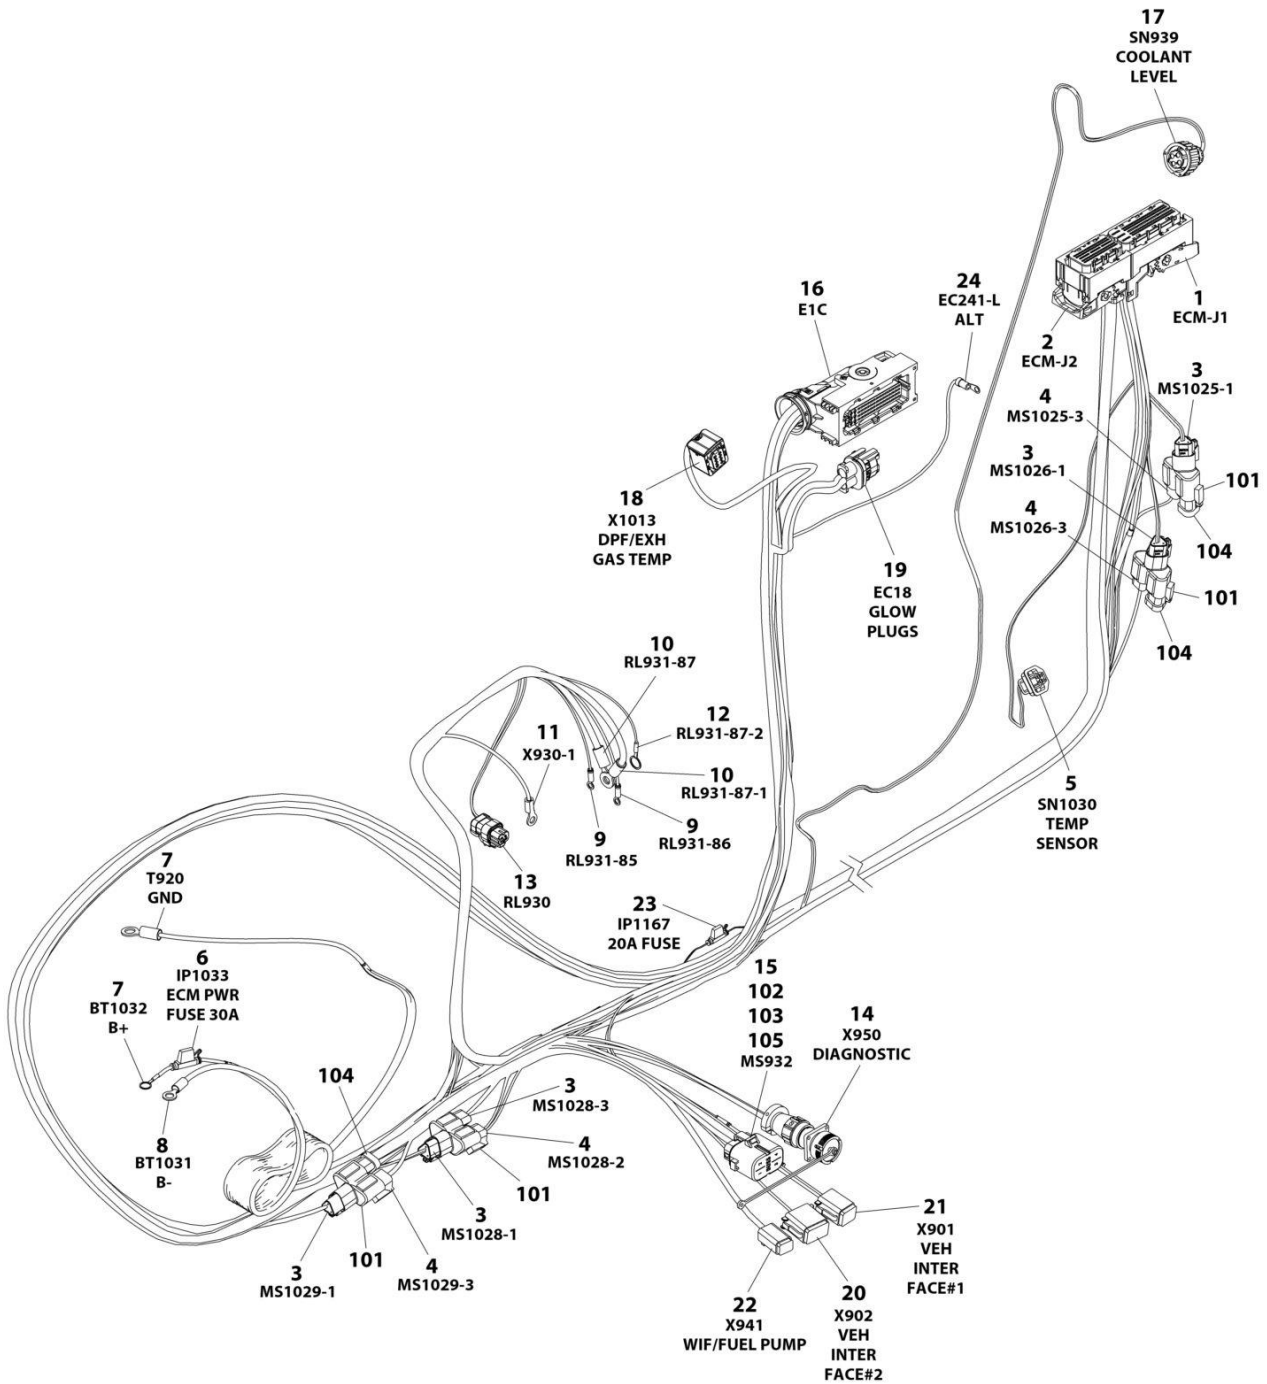 17
SN939
COOLANT
LEVEL
1
ECM-J1
2
ECM-J2
24
EC241-L
ALT
16
E1C
3
MS1025-1
4
MS1025-3
3
MS1026-1
4
MS1026-3
101
104
101
104
18
X1013
DPF/EXH
GAS TEMP
19
EC18
GLOW
PLUGS
10
RL931-87
12
RL931-87-2
11
X930-1
10
RL931-87-1
9
RL931-85
9
RL931-86
13
RL930
5
SN1030
TEMP
SENSOR
7
T920
GND
23
IP1167
20A FUSE
6
IP1033
ECM PWR
FUSE 30A
7
BT1032
B+
15
102
103
105
MS932
14
X950
DIAGNOSTIC
104
3
MS1028-3
8
BT1031
B-
4
MS1028-2
101
3
MS1028-1
101
3
MS1029-1
4
MS1029-3
21
X901
VEH
INTER
FACE#1
22
X941
WIF/FUEL PUMP
20
X902
VEH
INTER
FACE#2